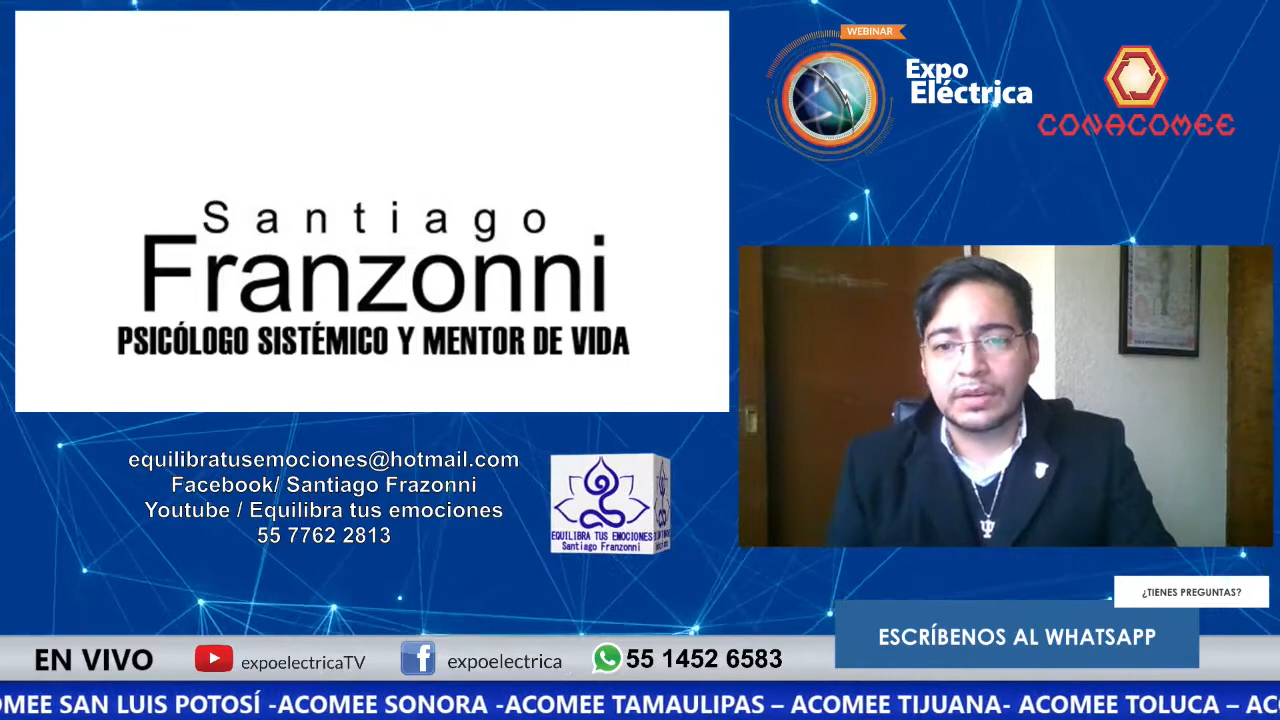 WEBINAR
Expo
Eléctrica
CONACOMEE
Santiago
Franzonni
PSICÓLOGO SISTÉMICO Y MENTOR DE VIDA
equilibratusemociones@hotmail.com
Facebook/ Santiago Frazonni
Youtube / Equilibra tus emociones
55 7762 2813
EQUILIBRA TUS EMOCIONES
Santiago Franzonni
¿TIENES PREGUNTAS?
ESCRÍBENOS AL WHATSAPP
EN VIVO
expoelectricaTV
expoelectrica
55 1452 6583
OMEE SAN LUIS POTOSÍ -ACOMEE SONORA -ACOMEE TAMAULIPAS – ACOMEE TIJUANA- ACOMEE TOLUCA – AC